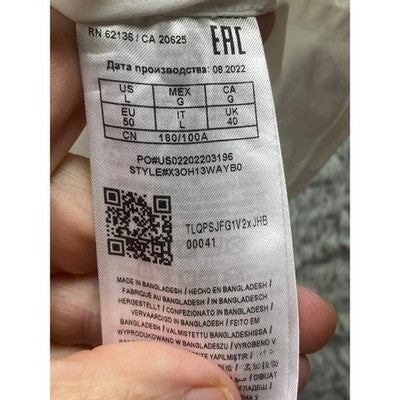 RN 62136 / CA 20625
EAC
Дата производства: 08.2022
US MEX CA
L G G
EU IT UK
50 L 40
CN 180/100A
PO#US02202203196
STYLE#X3OH13WAYB0
TLQPSJFG1V2xJHB
00041
MADE IN BANGLADESH / HECHO EN BANGLADESH /
FABRIQUÉ AU BANGLADESH / IN BANGLADESH
HERGESTELLT / CONFEZIONATO IN BANGLADESH /
VERVAARDIGD IN BANGLADESH / FEITO EM
BANGLADESH / VALMISTETTU BANGLADESHISSA /
WYPRODUKOWANO W BANGLADESZU / VYROBENO V